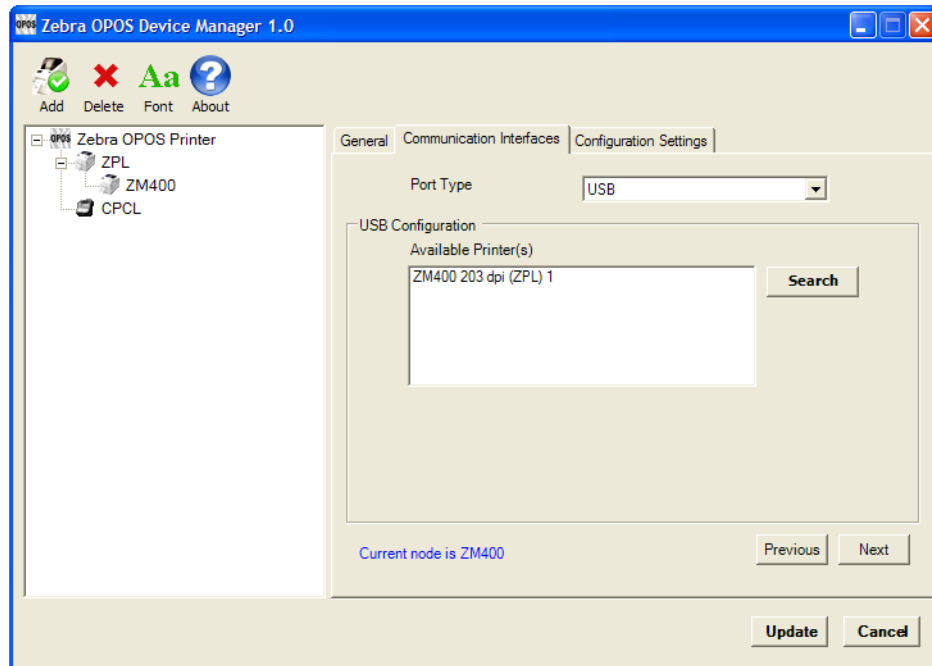 OPOS Zebra OPOS Device Manager 1.0
Add Delete Aa Font ? About
OPOS Zebra OPOS Printer
ZPL
ZM400
CPCL
General Communication Interfaces Configuration Settings
Port Type USB
USB Configuration
Available Printer(s)
ZM400 203 dpi (ZPL) 1
Search
Current node is ZM400
Previous Next
Update Cancel